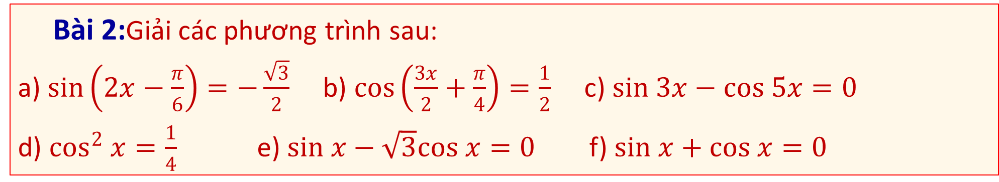 Bài 2:Giải các phương trình sau:
a) sin(2x − π/6) = −√3/2 b) cos(3x/2 + π/4) = 1/2 c) sin 3x − cos 5x = 0
d) cos² x = 1/4 e) sin x − √3cos x = 0 f) sin x + cos x = 0